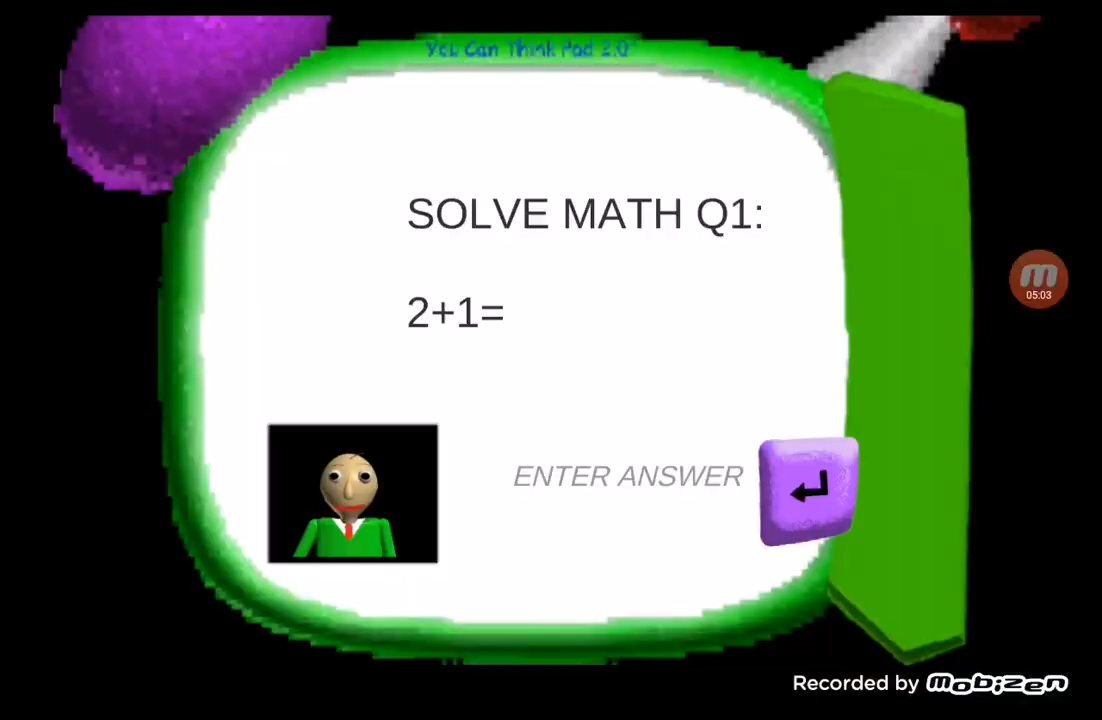 You Can Think Pad 2.0
SOLVE MATH Q1:
2+1=
ENTER ANSWER
05:03
Recorded by Mobizen